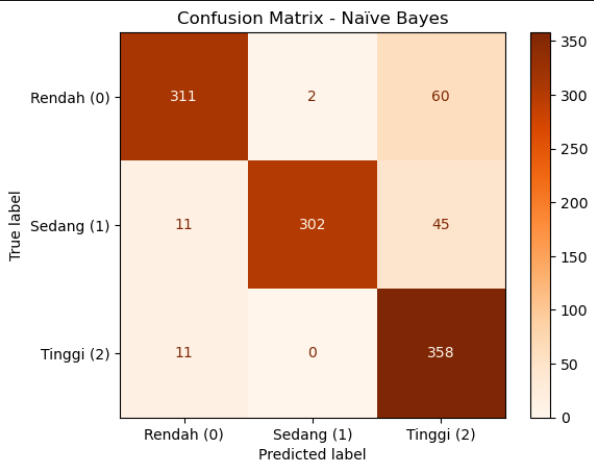 Confusion Matrix - Naïve Bayes
True label
Rendah (0)
311 2 60
Sedang (1)
11 302 45
Tinggi (2)
11 0 358
Rendah (0) Sedang (1) Tinggi (2)
Predicted label
350
300
250
200
150
100
50
0